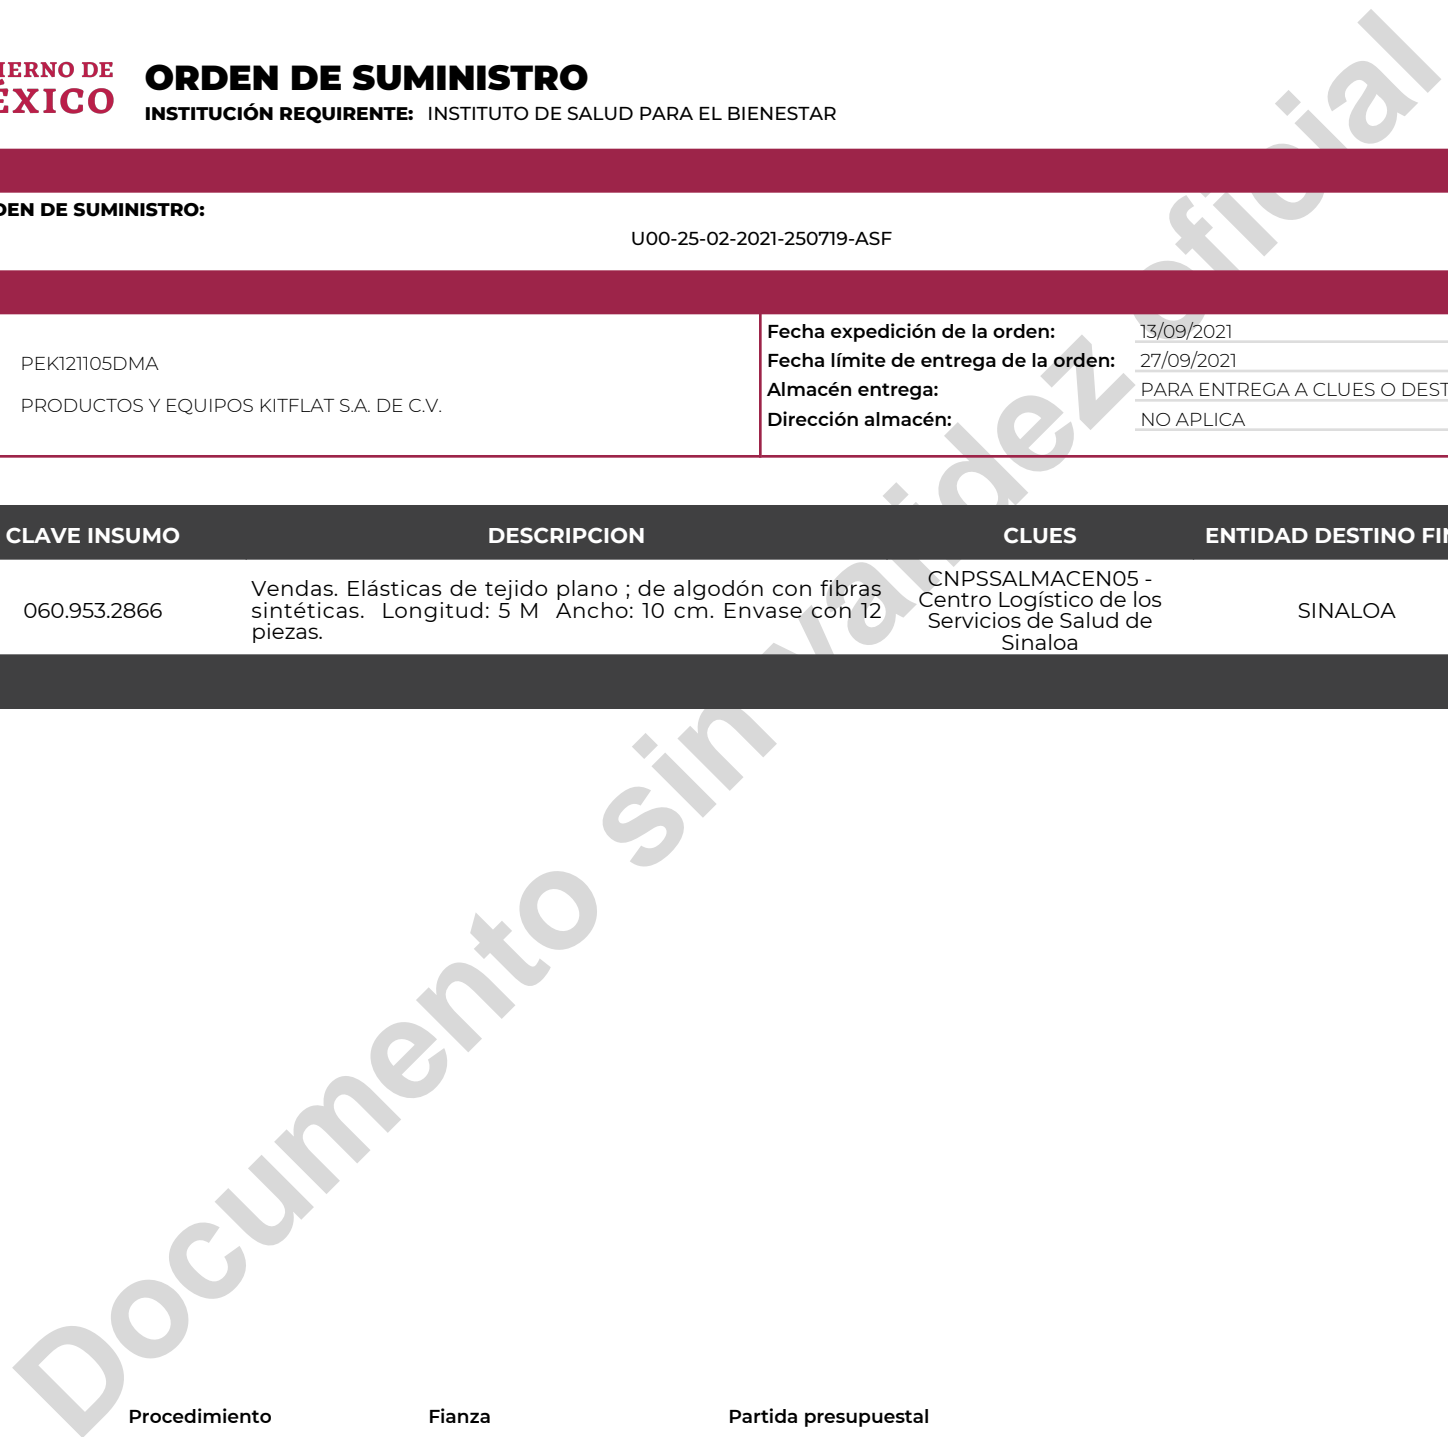 IERNO DE
ÉXICO
ORDEN DE SUMINISTRO
INSTITUCIÓN REQUIRENTE: INSTITUTO DE SALUD PARA EL BIENESTAR
DEN DE SUMINISTRO:
U00-25-02-2021-250719-ASF
PEK121105DMA
PRODUCTOS Y EQUIPOS KITFLAT S.A. DE C.V.
Fecha expedición de la orden: 13/09/2021
Fecha límite de entrega de la orden: 27/09/2021
Almacén entrega: PARA ENTREGA A CLUES O DEST
Dirección almacén: NO APLICA
CLAVE INSUMO DESCRIPCION CLUES ENTIDAD DESTINO FIN
060.953.2866
Vendas. Elásticas de tejido plano ; de algodón con fibras
sintéticas. Longitud: 5 M Ancho: 10 cm. Envase con 12
piezas.
CNPSSALMACEN05 -
Centro Logístico de los
Servicios de Salud de
Sinaloa
SINALOA
Documento sin validez oficial
Procedimiento Fianza Partida presupuestal